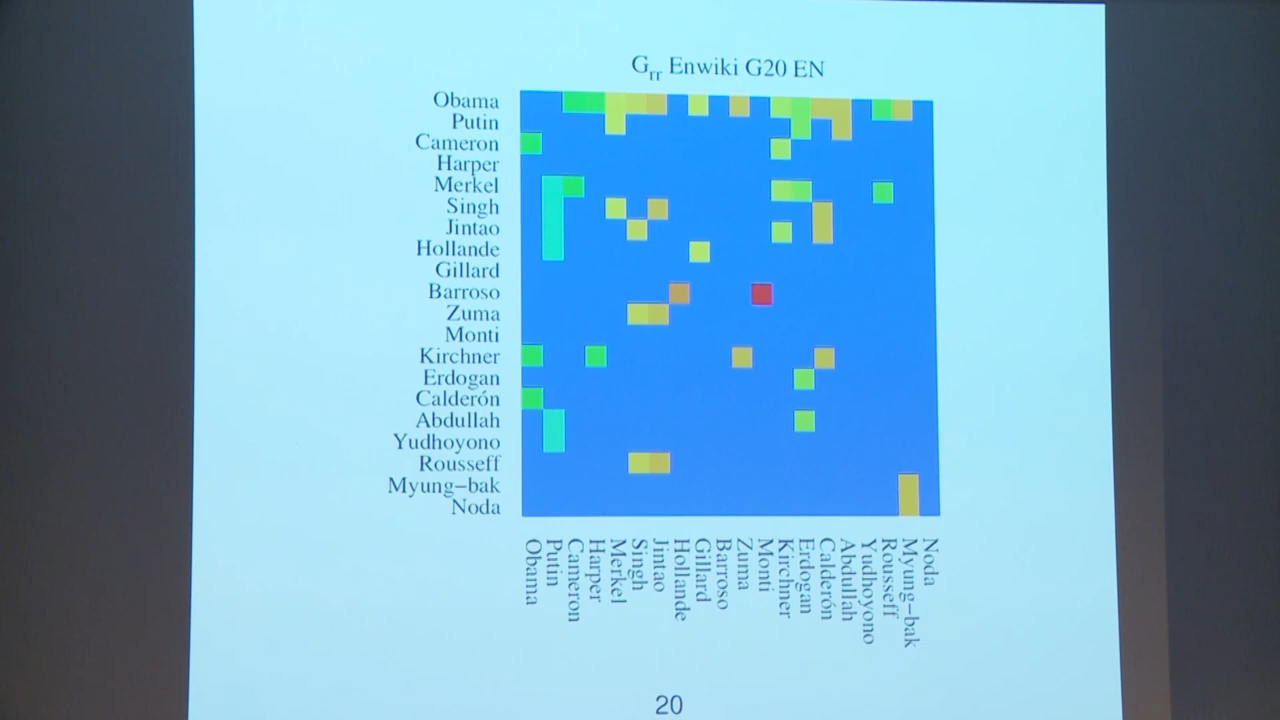 Grr Enwiki G20 EN
Obama
Putin
Cameron
Harper
Merkel
Singh
Jintao
Hollande
Gillard
Barroso
Zuma
Monti
Kirchner
Erdogan
Calderón
Abdullah
Yudhoyono
Rousseff
Myung-bak
Noda
Obama
Putin
Cameron
Harper
Merkel
Singh
Jintao
Hollande
Gillard
Barroso
Zuma
Monti
Kirchner
Erdogan
Calderón
Abdullah
Yudhoyono
Rousseff
Myung-bak
Noda
20